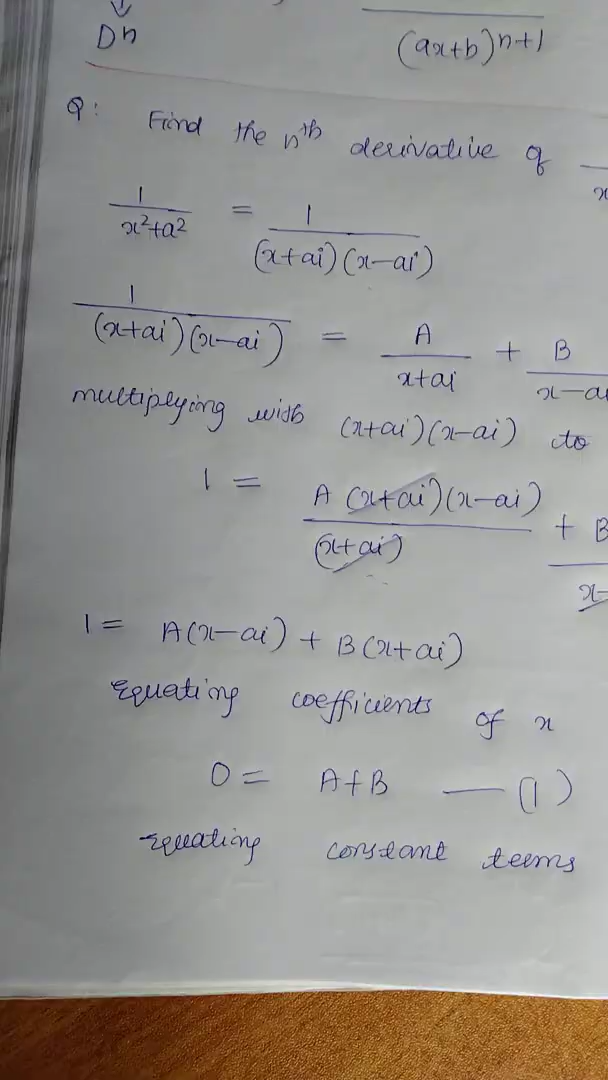 Dⁿ
(ax+b)ⁿ⁺¹
Q: Find the nᵗʰ derivative of
1/(x²+a²) = 1/((x+ai)(x-ai))
1/((x+ai)(x-ai)) = A/(x+ai) + B/(x-a
multiplying with (x+ai)(x-ai) to
1 = A(x+ai)(x-ai)/(x+ai) + B/x-
1 = A(x-ai) + B(x+ai)
Equating coefficients of x
0 = A+B —(1)
Equating constant terms